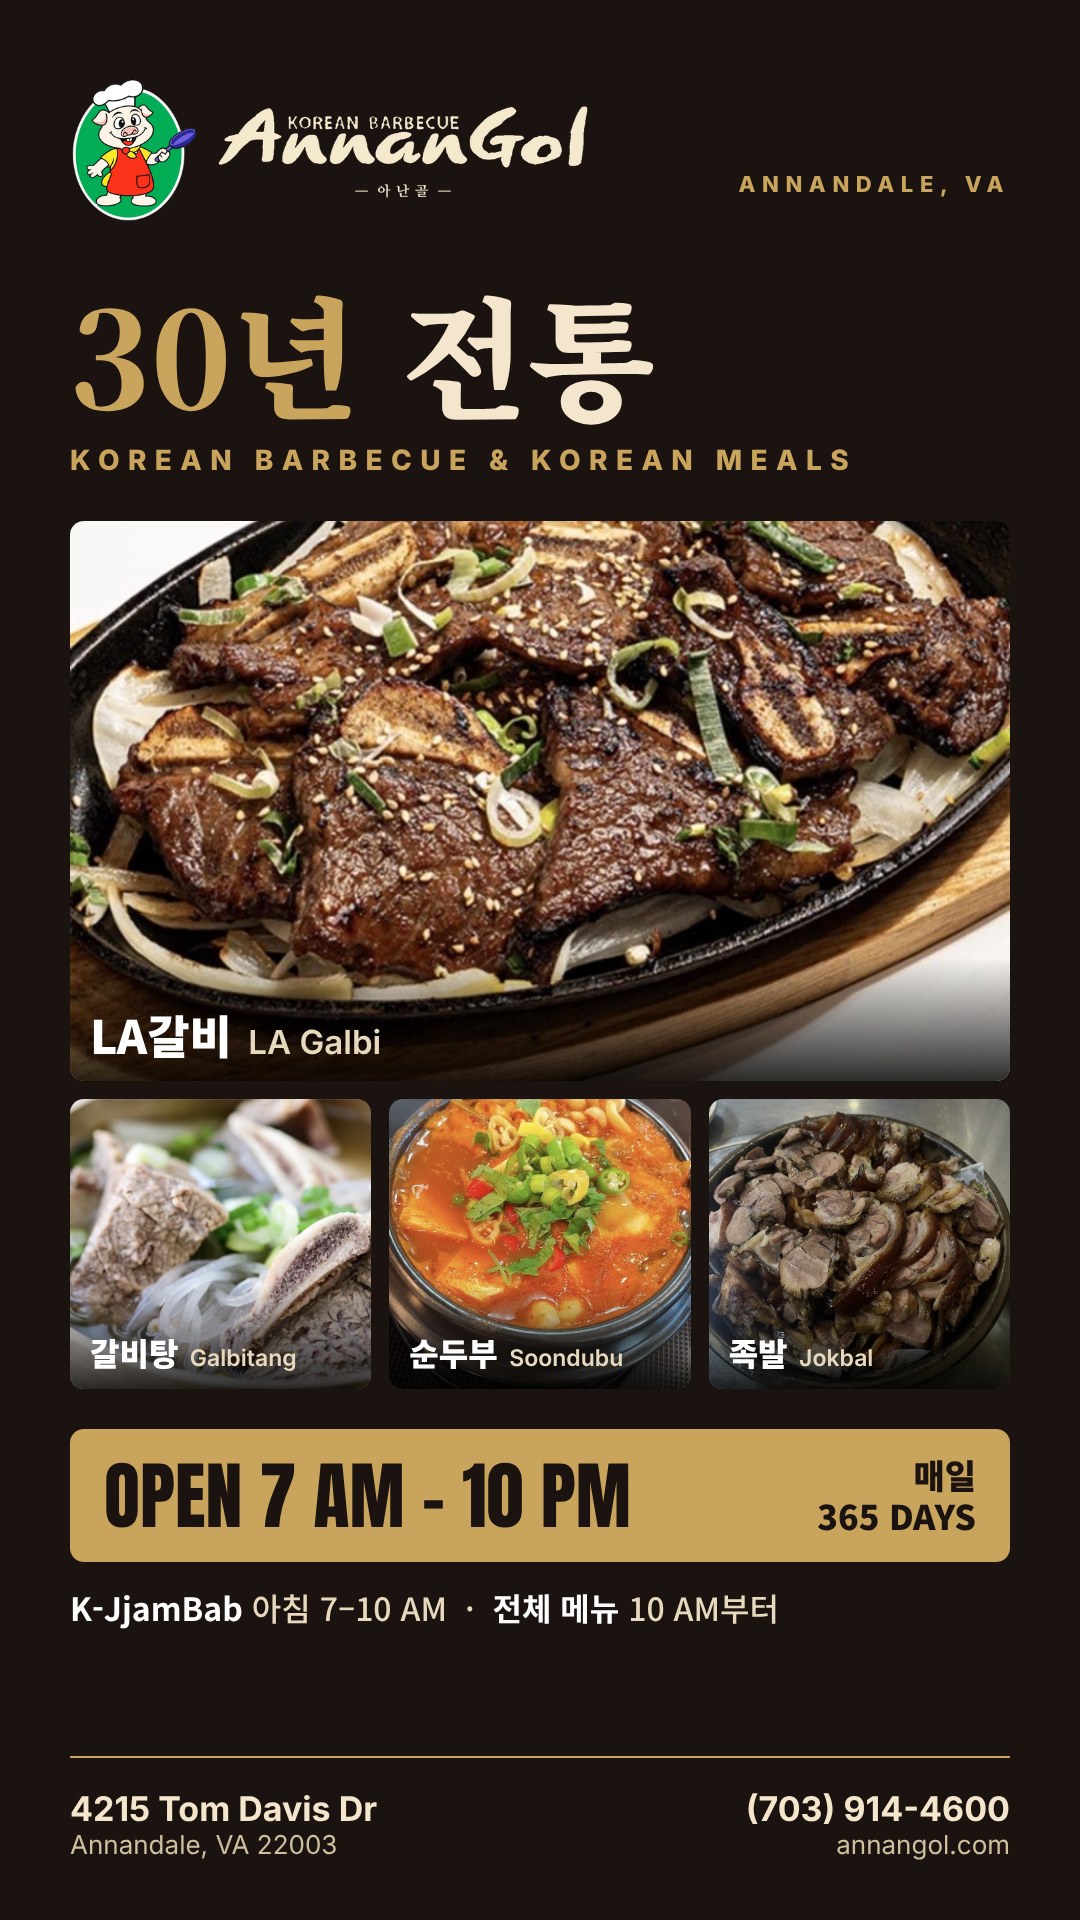 KOREAN BARBECUE
AnnanGol
— 아난골 —
ANNANDALE, VA
30년 전통
KOREAN BARBECUE & KOREAN MEALS
LA갈비 LA Galbi
갈비탕 Galbitang
순두부 Soondubu
족발 Jokbal
OPEN 7 AM - 10 PM
매일
365 DAYS
K-JjamBab 아침 7–10 AM · 전체 메뉴 10 AM부터
4215 Tom Davis Dr
Annandale, VA 22003
(703) 914-4600
annangol.com